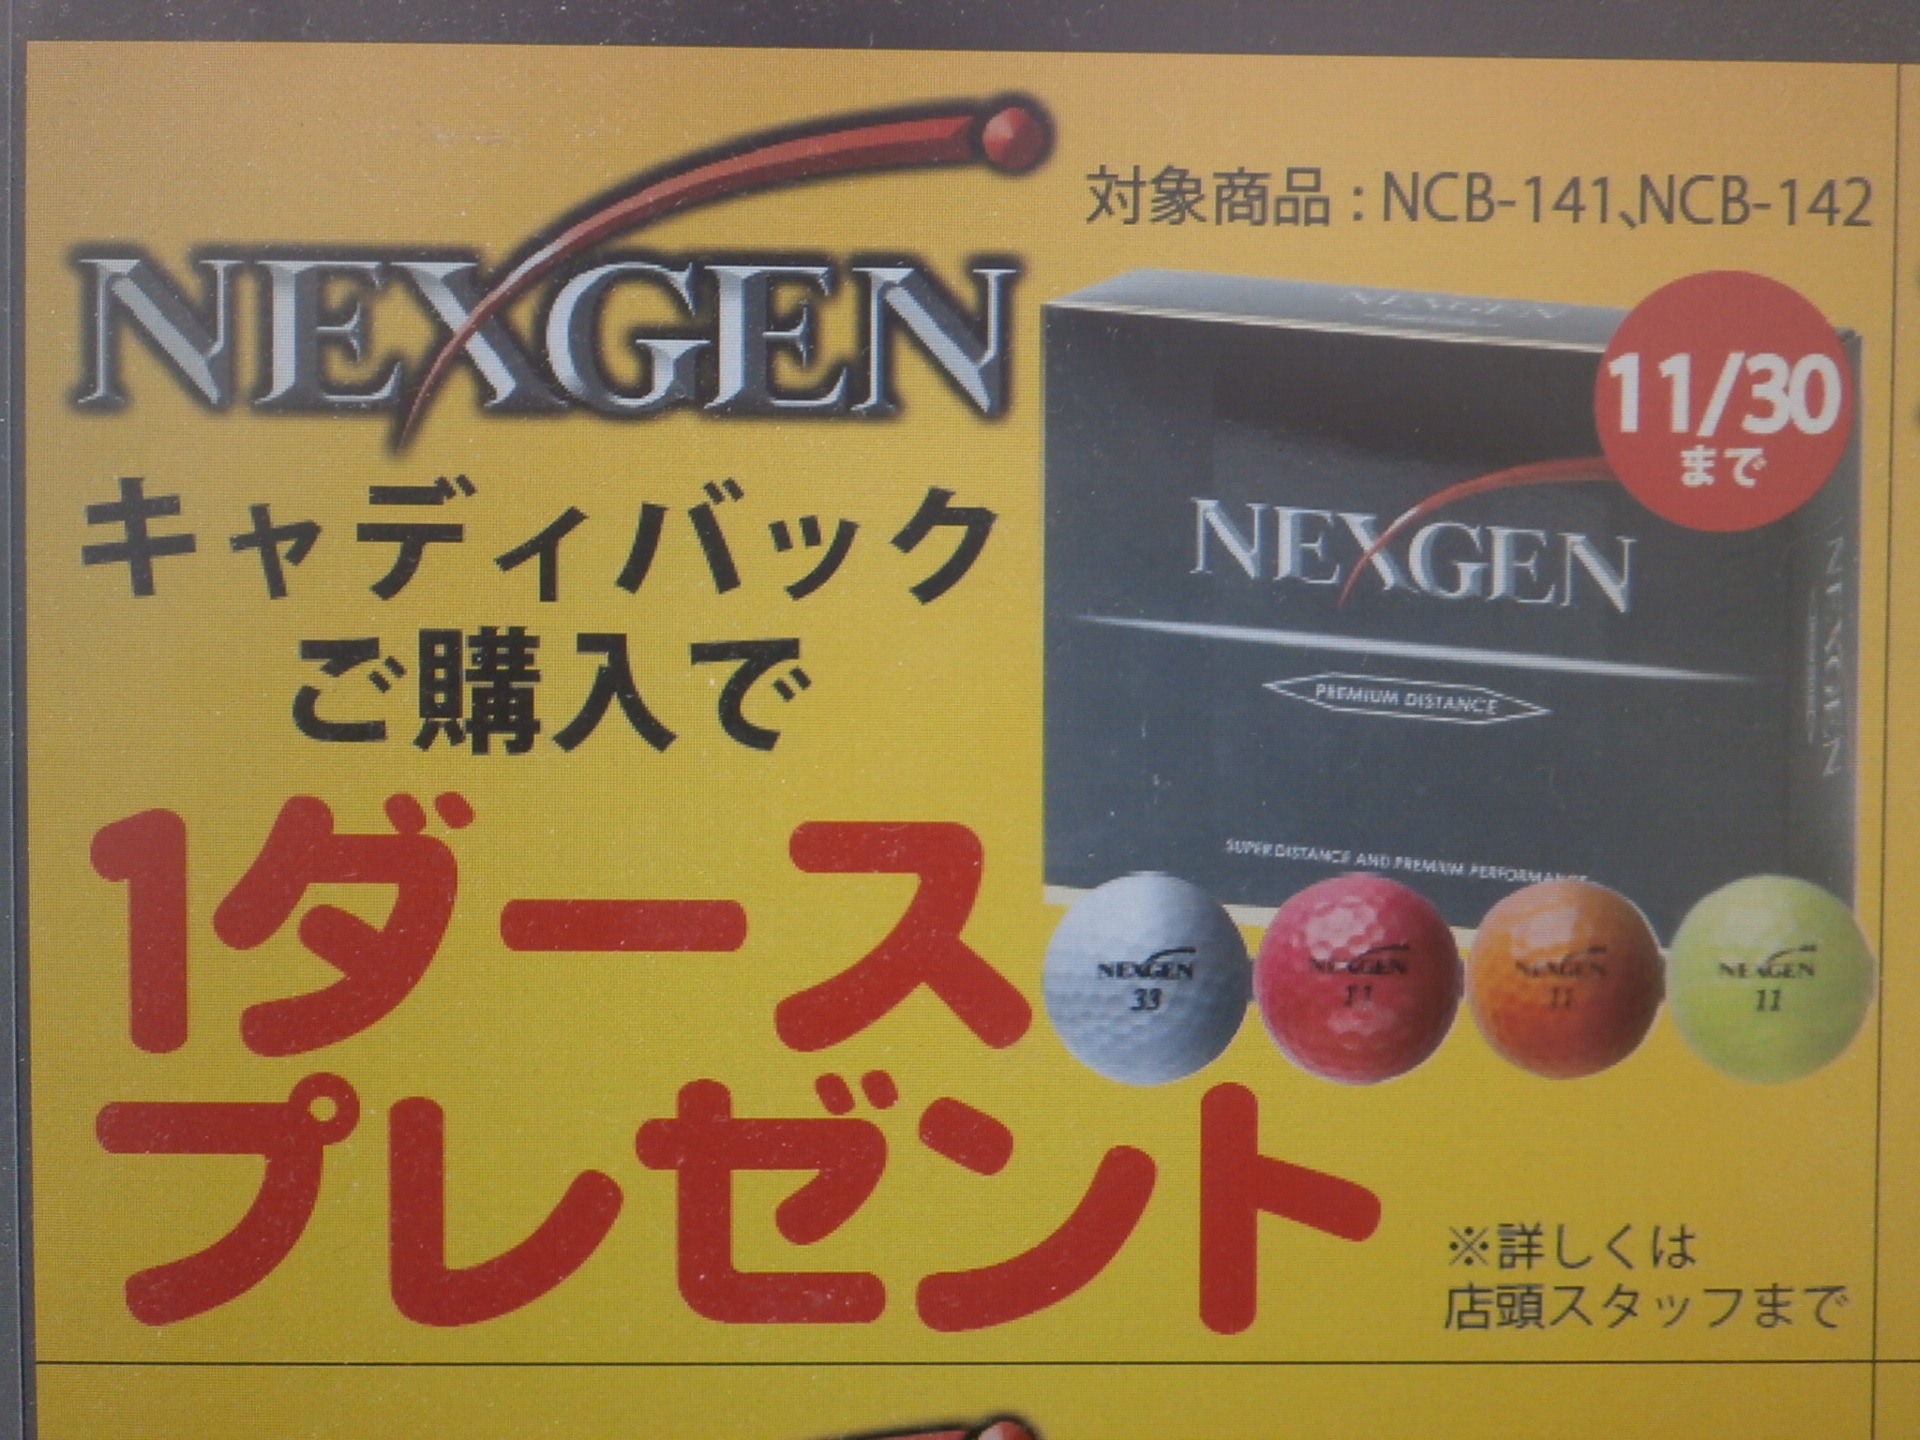 NEXGEN
対象商品：NCB-141、NCB-142
キャディバック
ご購入で
1ダース
プレゼント
11/30
まで
NEXGEN
NEXGEN
PREMIUM DISTANCE
SUPER DISTANCE AND PREMIUM PERFORMANCE
NEXGEN
NEXGEN
33
NEXGEN
11
NEXGEN
11
NEXGEN
11
※詳しくは
店頭スタッフまで